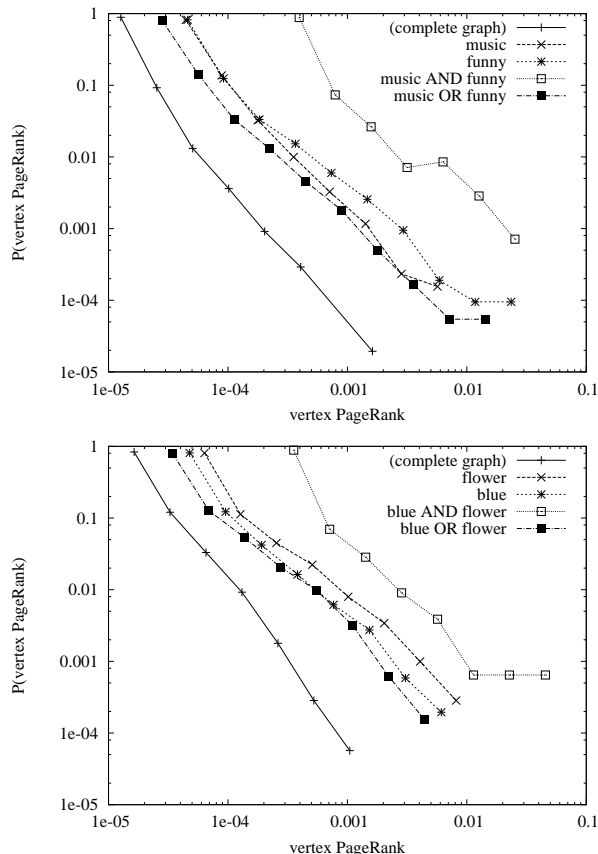 1
0.1
0.01
0.001
1e-04
1e-05
P(vertex PageRank)
(complete graph)
music
funny
music AND funny
music OR funny
1e-05 1e-04 0.001 0.01 0.1
vertex PageRank
1
0.1
0.01
0.001
1e-04
1e-05
P(vertex PageRank)
(complete graph)
flower
blue
blue AND flower
blue OR flower
1e-05 1e-04 0.001 0.01 0.1
vertex PageRank